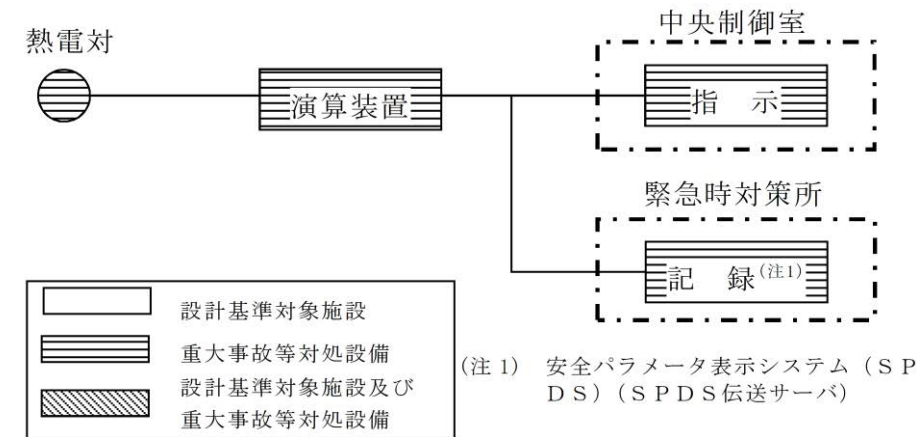 中央制御室
熱電対
演算装置
指　示
緊急時対策所
記　録(注1)
設計基準対象施設
重大事故等対処設備
設計基準対象施設及び
重大事故等対処設備
(注 1)　安全パラメータ表示システム（ＳＰ
ＤＳ）（ＳＰＤＳ伝送サーバ）